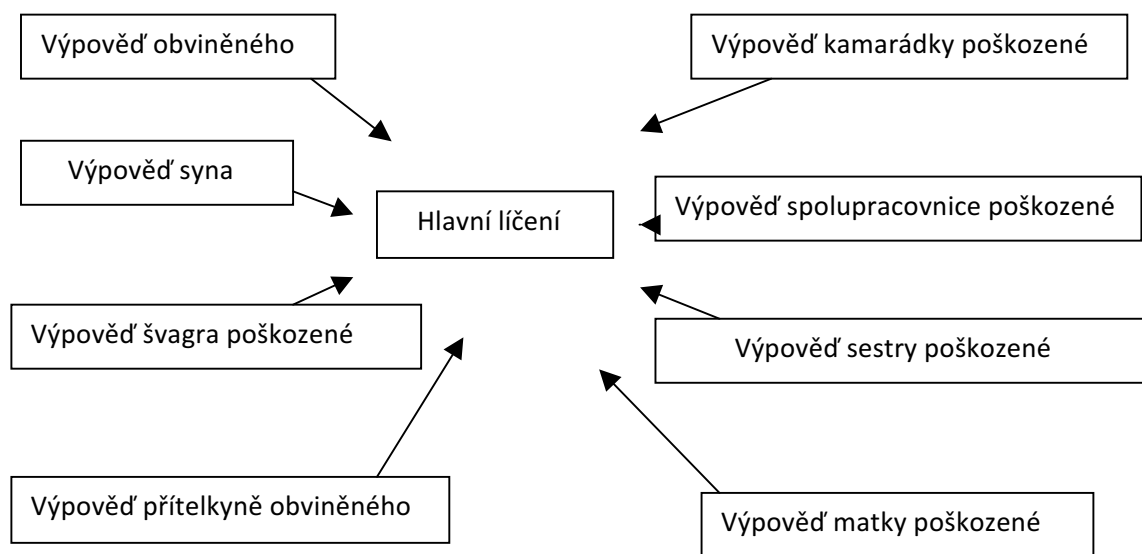 Výpověď obviněného
Výpověď kamarádky poškozené
Výpověď syna
Hlavní líčení
Výpověď spolupracovnice poškozené
Výpověď švagra poškozené
Výpověď sestry poškozené
Výpověď přítelkyně obviněného
Výpověď matky poškozené